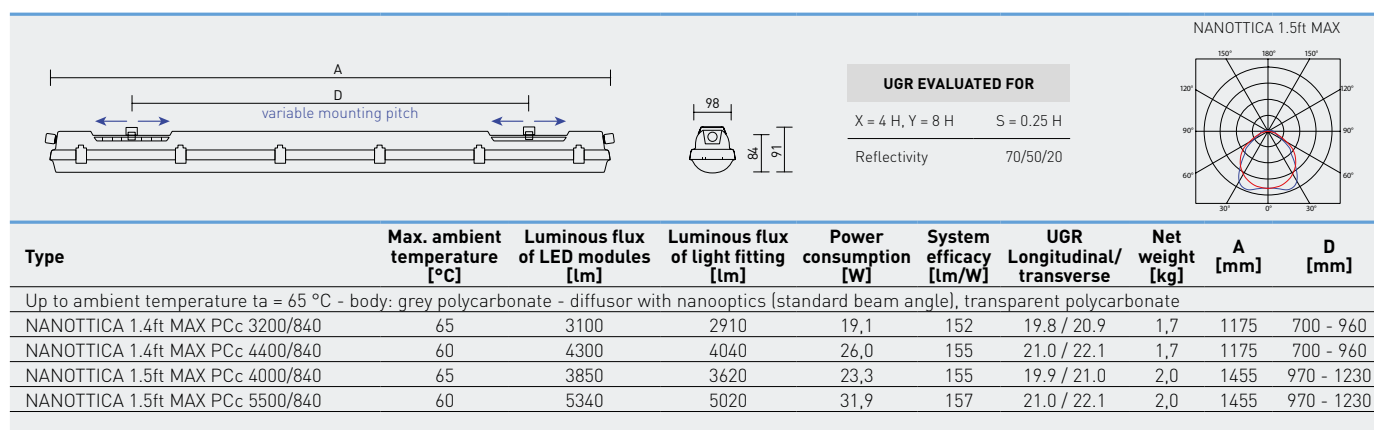 NANOTTICA 1.5ft MAX
A
D
variable mounting pitch
98
84
91
UGR EVALUATED FOR
X = 4 H, Y = 8 H S = 0.25 H
Reflectivity 70/50/20
150° 180° 150°
120° 120°
90° 90°
60° 60°
30° 0° 30°
Type Max. ambient temperature [°C] Luminous flux of LED modules [lm] Luminous flux of light fitting [lm] Power consumption [W] System efficacy [lm/W] UGR Longitudinal/ transverse Net weight [kg] A [mm] D [mm]
Up to ambient temperature ta = 65 °C - body: grey polycarbonate - diffusor with nanooptics (standard beam angle), transparent polycarbonate
NANOTTICA 1.4ft MAX PCc 3200/840 65 3100 2910 19,1 152 19.8 / 20.9 1,7 1175 700 - 960
NANOTTICA 1.4ft MAX PCc 4400/840 60 4300 4040 26,0 155 21.0 / 22.1 1,7 1175 700 - 960
NANOTTICA 1.5ft MAX PCc 4000/840 65 3850 3620 23,3 155 19.9 / 21.0 2,0 1455 970 - 1230
NANOTTICA 1.5ft MAX PCc 5500/840 60 5340 5020 31,9 157 21.0 / 22.1 2,0 1455 970 - 1230